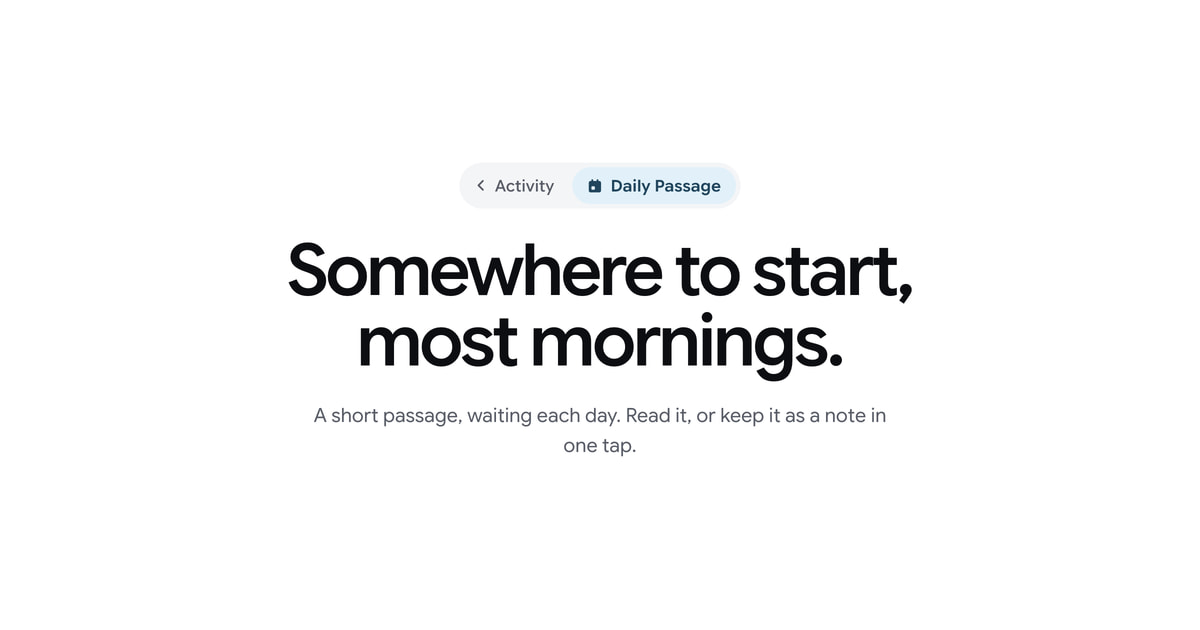 Activity
Daily Passage
Somewhere to start,
most mornings.
A short passage, waiting each day. Read it, or keep it as a note in
one tap.